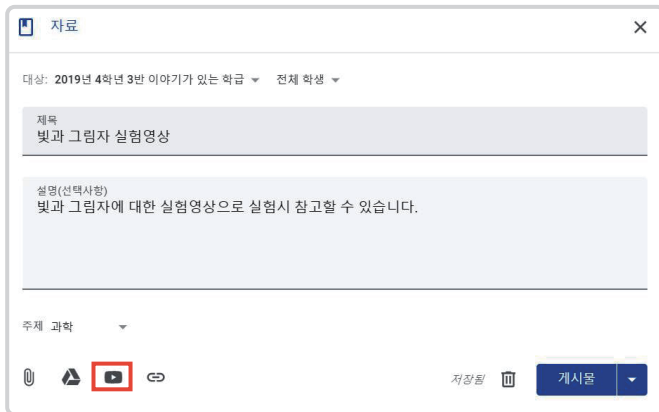 자료
대상: 2019년 4학년 3반 이야기가 있는 학급 전체 학생
제목
빛과 그림자 실험영상
설명(선택사항)
빛과 그림자에 대한 실험영상으로 실험시 참고할 수 있습니다.
주제 과학
저장됨 게시물